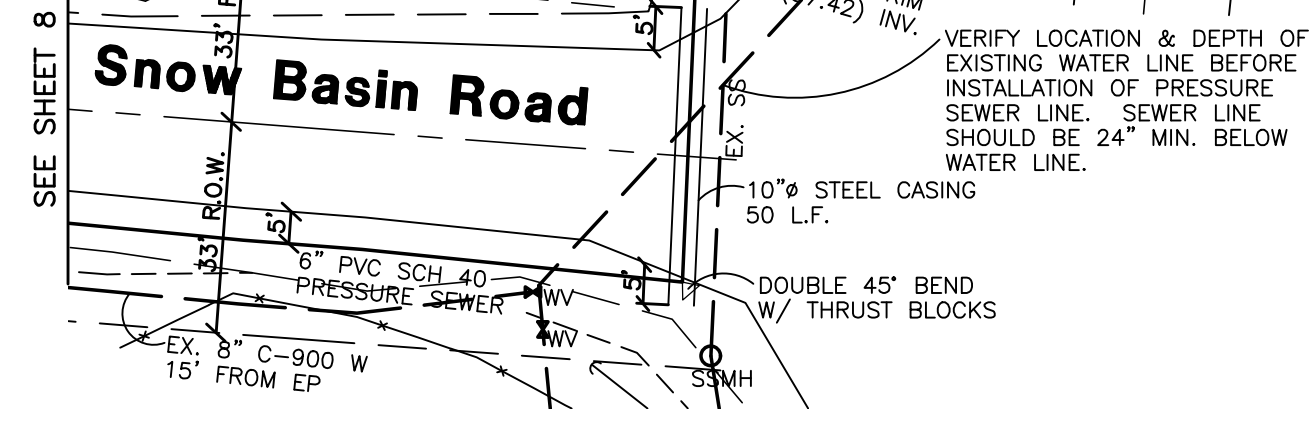 SEE SHEET 8
33'
5'
.42) INV.
Snow Basin Road
EX. SS
VERIFY LOCATION & DEPTH OF
EXISTING WATER LINE BEFORE
INSTALLATION OF PRESSURE
SEWER LINE. SEWER LINE
SHOULD BE 24" MIN. BELOW
WATER LINE.
10"ø STEEL CASING
50 L.F.
R.O.W.
33'
5'
6" PVC SCH 40
PRESSURE SEWER
WV
WV
5'
DOUBLE 45° BEND
W/ THRUST BLOCKS
EX. 8" C-900 W
15' FROM EP
SSMH